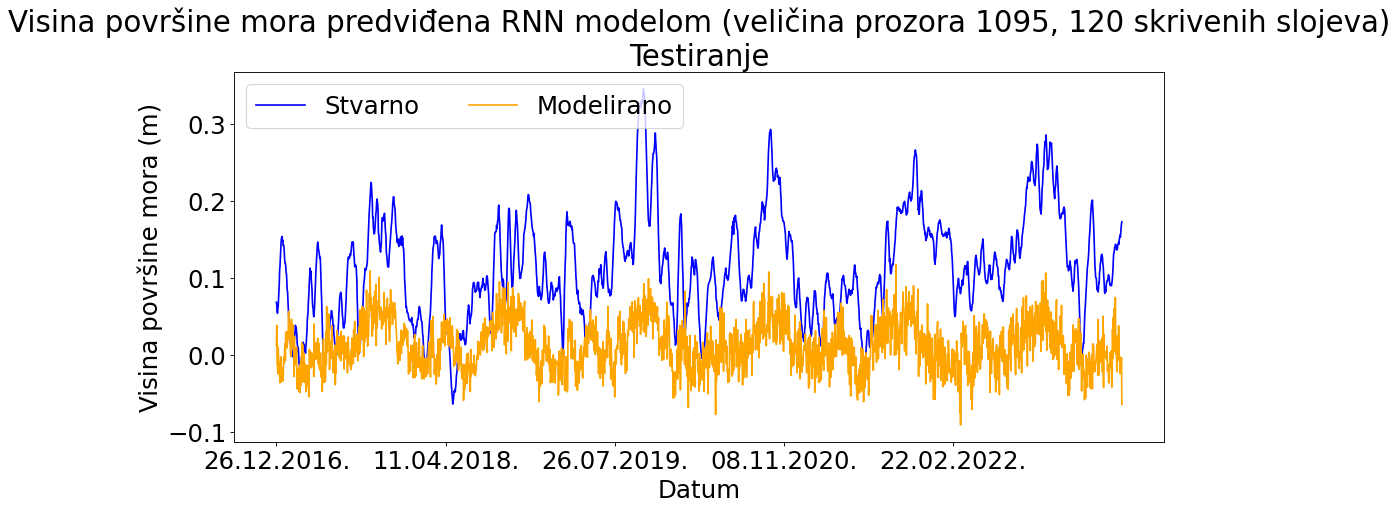 Visina površine mora predviđena RNN modelom (veličina prozora 1095, 120 skrivenih slojeva)
Testiranje
Stvarno Modelirano
Visina površine mora (m)
0.3
0.2
0.1
0.0
−0.1
26.12.2016. 11.04.2018. 26.07.2019. 08.11.2020. 22.02.2022.
Datum